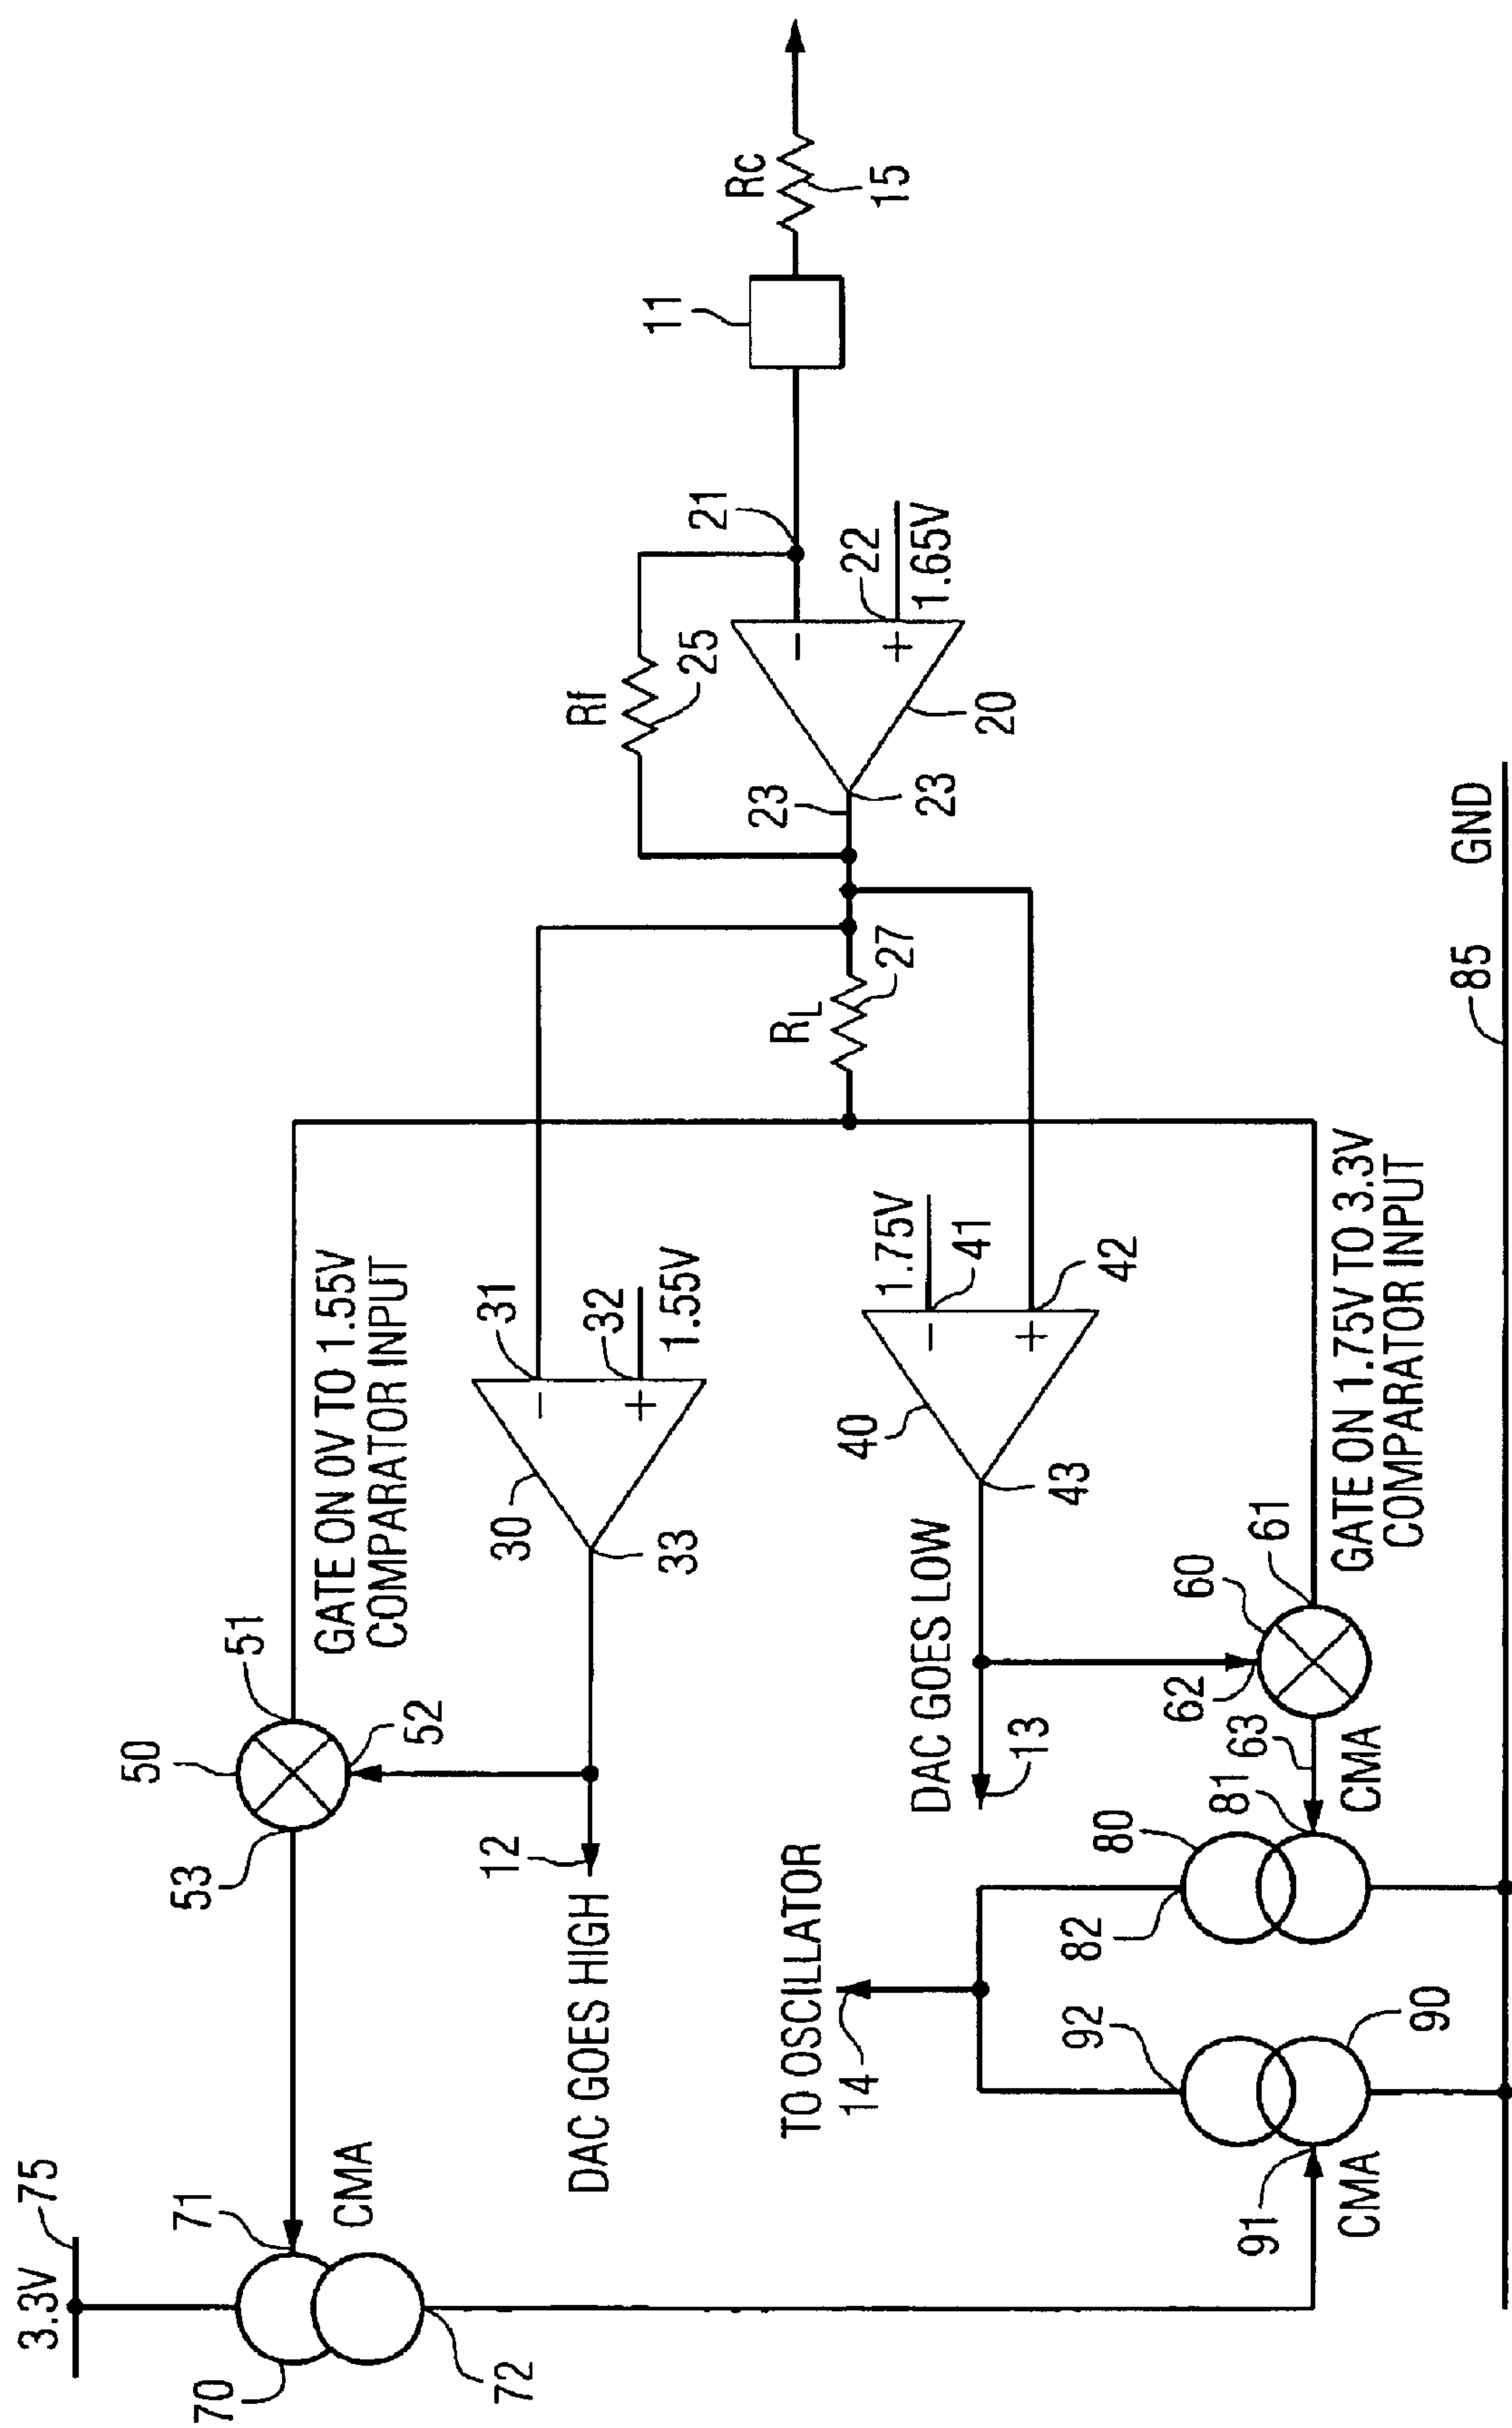 3.3V
75
70
71
CMA
72
53
50
51
52
GATE ON 0V TO 1.55V
COMPARATOR INPUT
12
DAC GOES HIGH
30
33
31
32
1.55V
TO OSCILLATOR
14
DAC GOES LOW
13
40
43
1.75V
41
42
92
90
91
CMA
82
80
81
63
CMA
62
60
61
GATE ON 1.75V TO 3.3V
COMPARATOR INPUT
RL
27
23
23
Rf
25
20
21
22
1.65V
11
Rc
15
85
GND